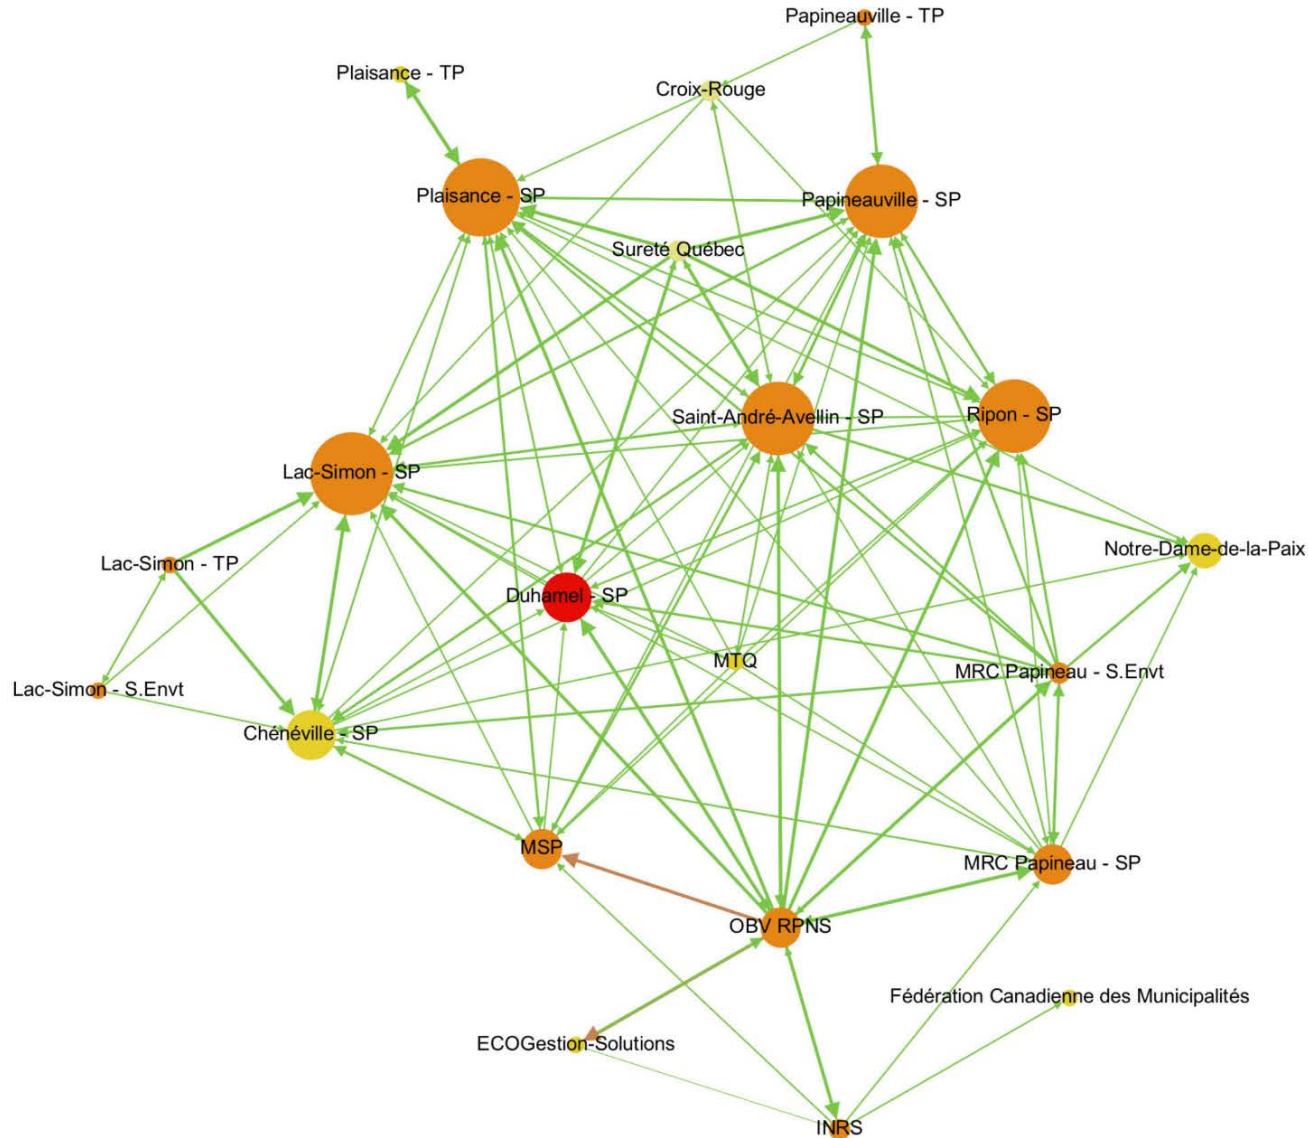 Papineauville - TP
Plaisance - TP
Croix-Rouge
Plaisance - SP
Papineauville - SP
Sureté Québec
Saint-André-Avellin - SP
Ripon - SP
Lac-Simon - SP
Notre-Dame-de-la-Paix
Lac-Simon - TP
Duhamel - SP
MTQ
MRC Papineau - S.Envt
Lac-Simon - S.Envt
Chénéville - SP
MSP
MRC Papineau - SP
OBV RPNS
Fédération Canadienne des Municipalités
ECOGestion-Solutions
INRS